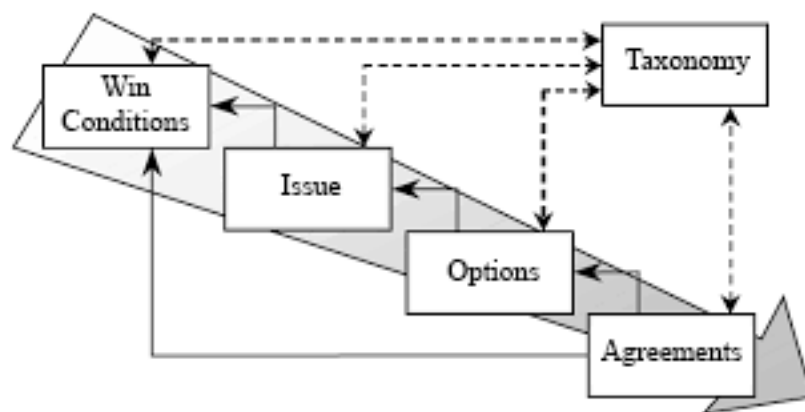 Win
Conditions
Taxonomy
Issue
Options
Agreements